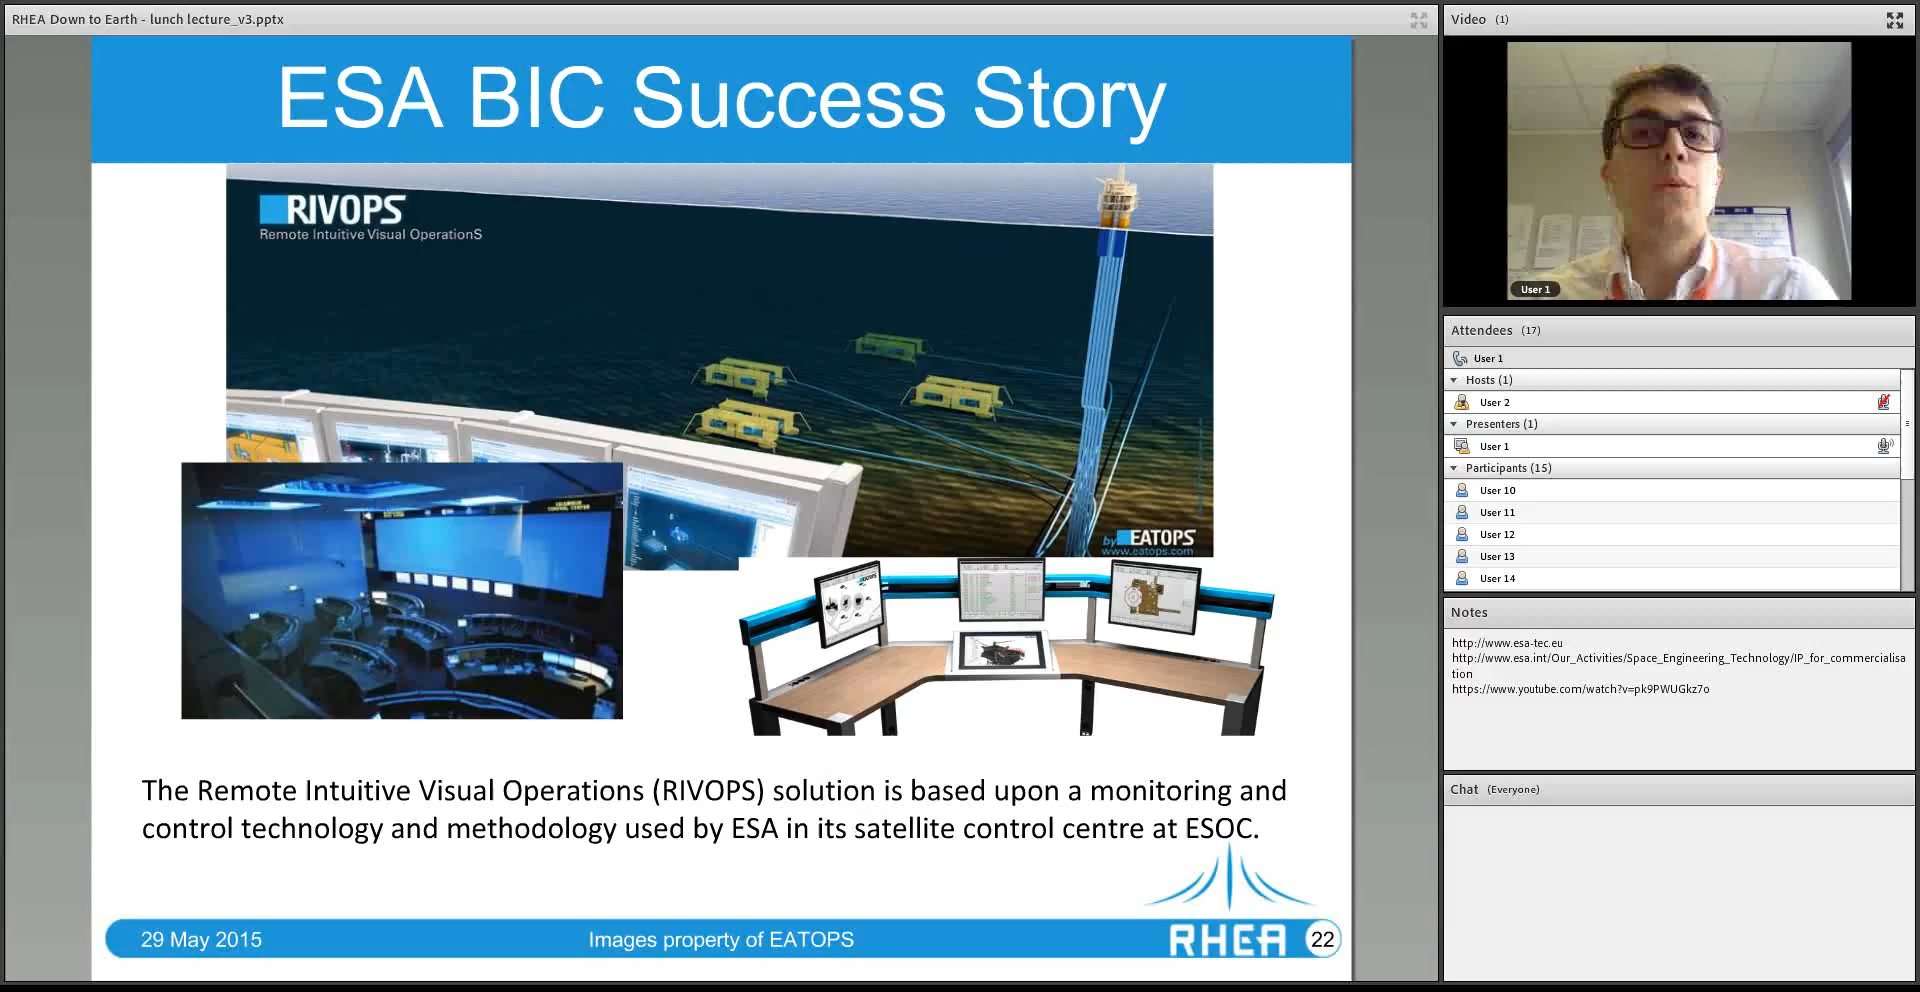 RHEA Down to Earth - lunch lecture_v3.pptx
ESA BIC Success Story
RIVOPS
Remote Intuitive Visual OperationS
by EATOPS
www.eatops.com
The Remote Intuitive Visual Operations (RIVOPS) solution is based upon a monitoring and
control technology and methodology used by ESA in its satellite control centre at ESOC.
29 May 2015
Images property of EATOPS
RHEA
22
Video (1)
User 1
Attendees (17)
User 1
Hosts (1)
User 2
Presenters (1)
User 1
Participants (15)
User 10
User 11
User 12
User 13
User 14
Notes
http://www.esa-tec.eu
http://www.esa.int/Our_Activities/Space_Engineering_Technology/IP_for_commercialisa
tion
https://www.youtube.com/watch?v=pk9PWUGkz7o
Chat (Everyone)